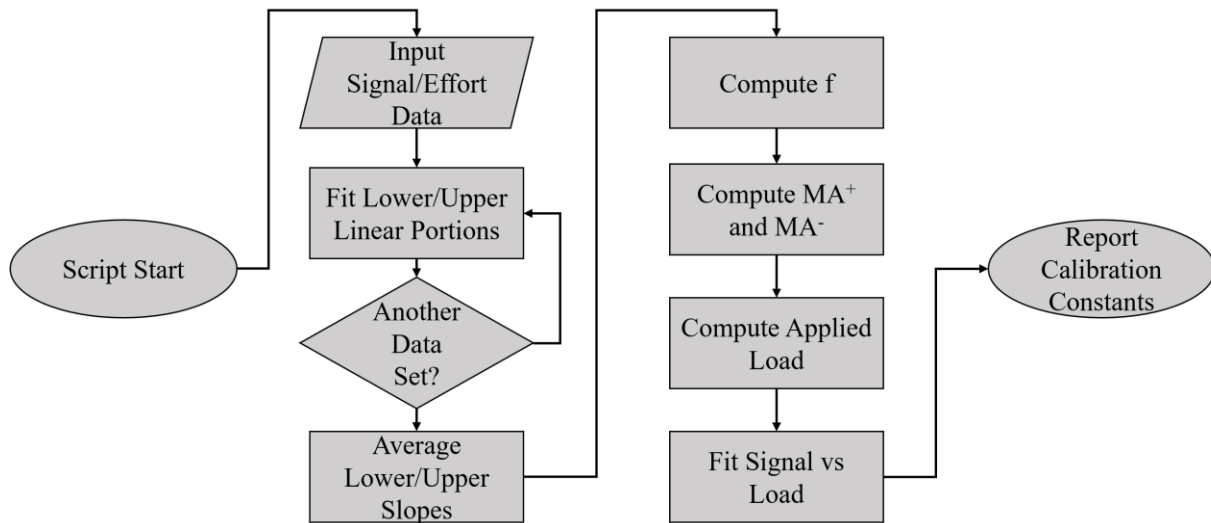 Script Start
Input
Signal/Effort
Data
Fit Lower/Upper
Linear Portions
Another
Data
Set?
Average
Lower/Upper
Slopes
Compute f
Compute MA⁺
and MA⁻
Compute Applied
Load
Fit Signal vs
Load
Report
Calibration
Constants